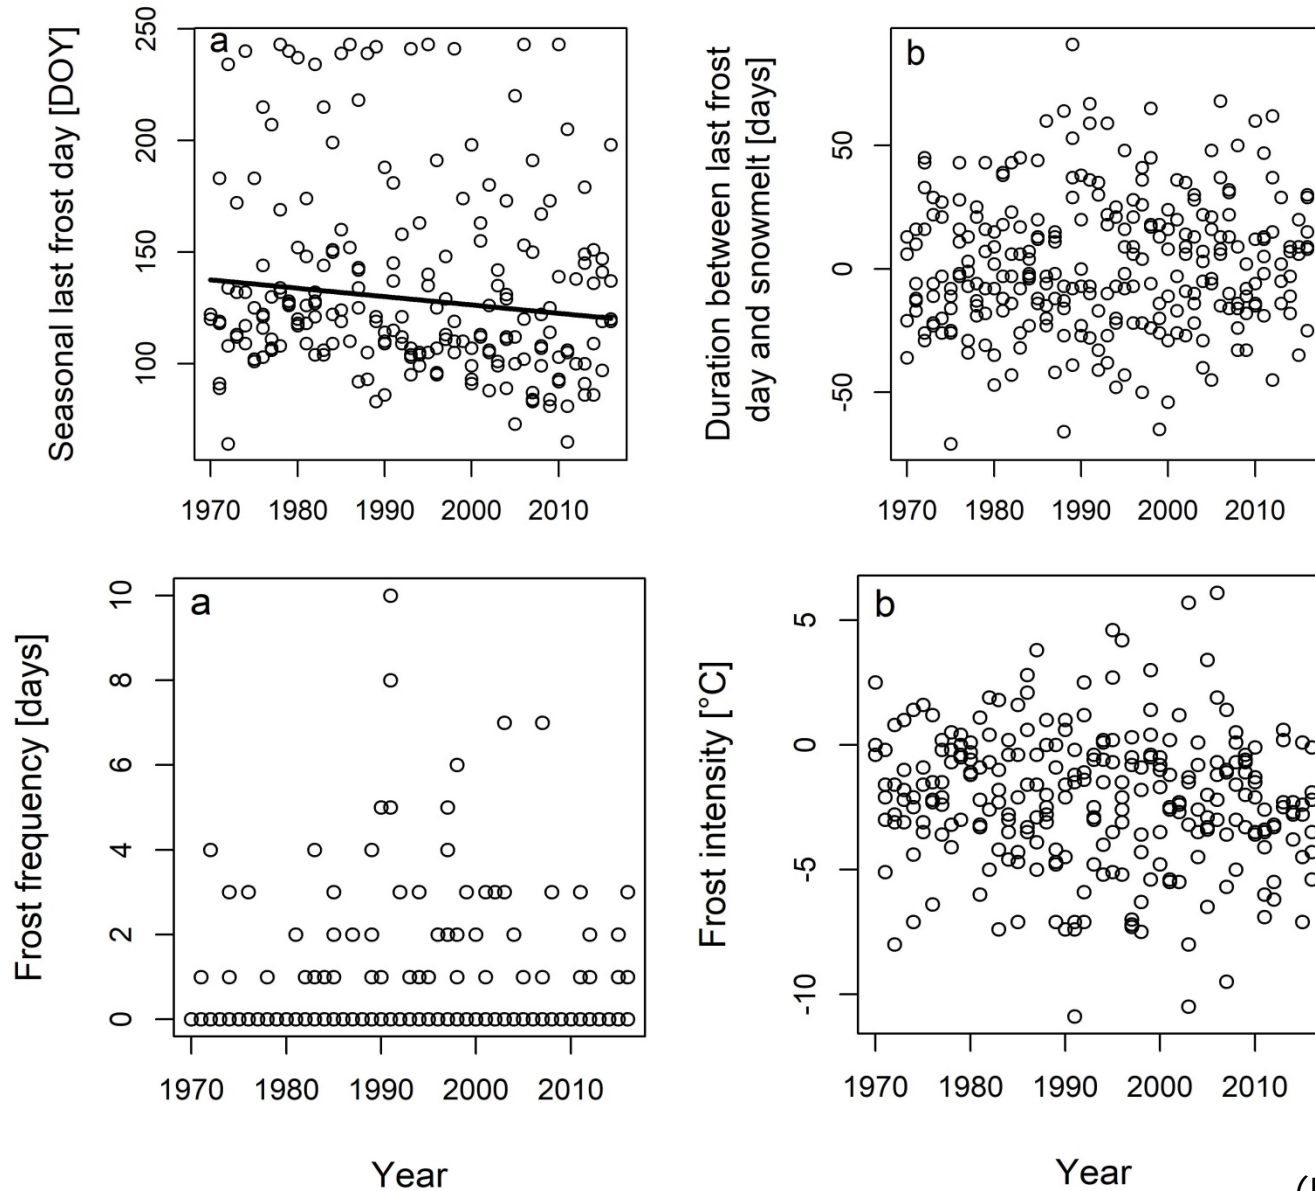 a
Seasonal last frost day [DOY]
250
200
150
100
1970 1980 1990 2000 2010
b
Duration between last frost
day and snowmelt [days]
50
0
-50
1970 1980 1990 2000 2010
a
Frost frequency [days]
10
8
6
4
2
0
1970 1980 1990 2000 2010
Year
b
Frost intensity [°C]
5
0
-5
-10
1970 1980 1990 2000 2010
Year